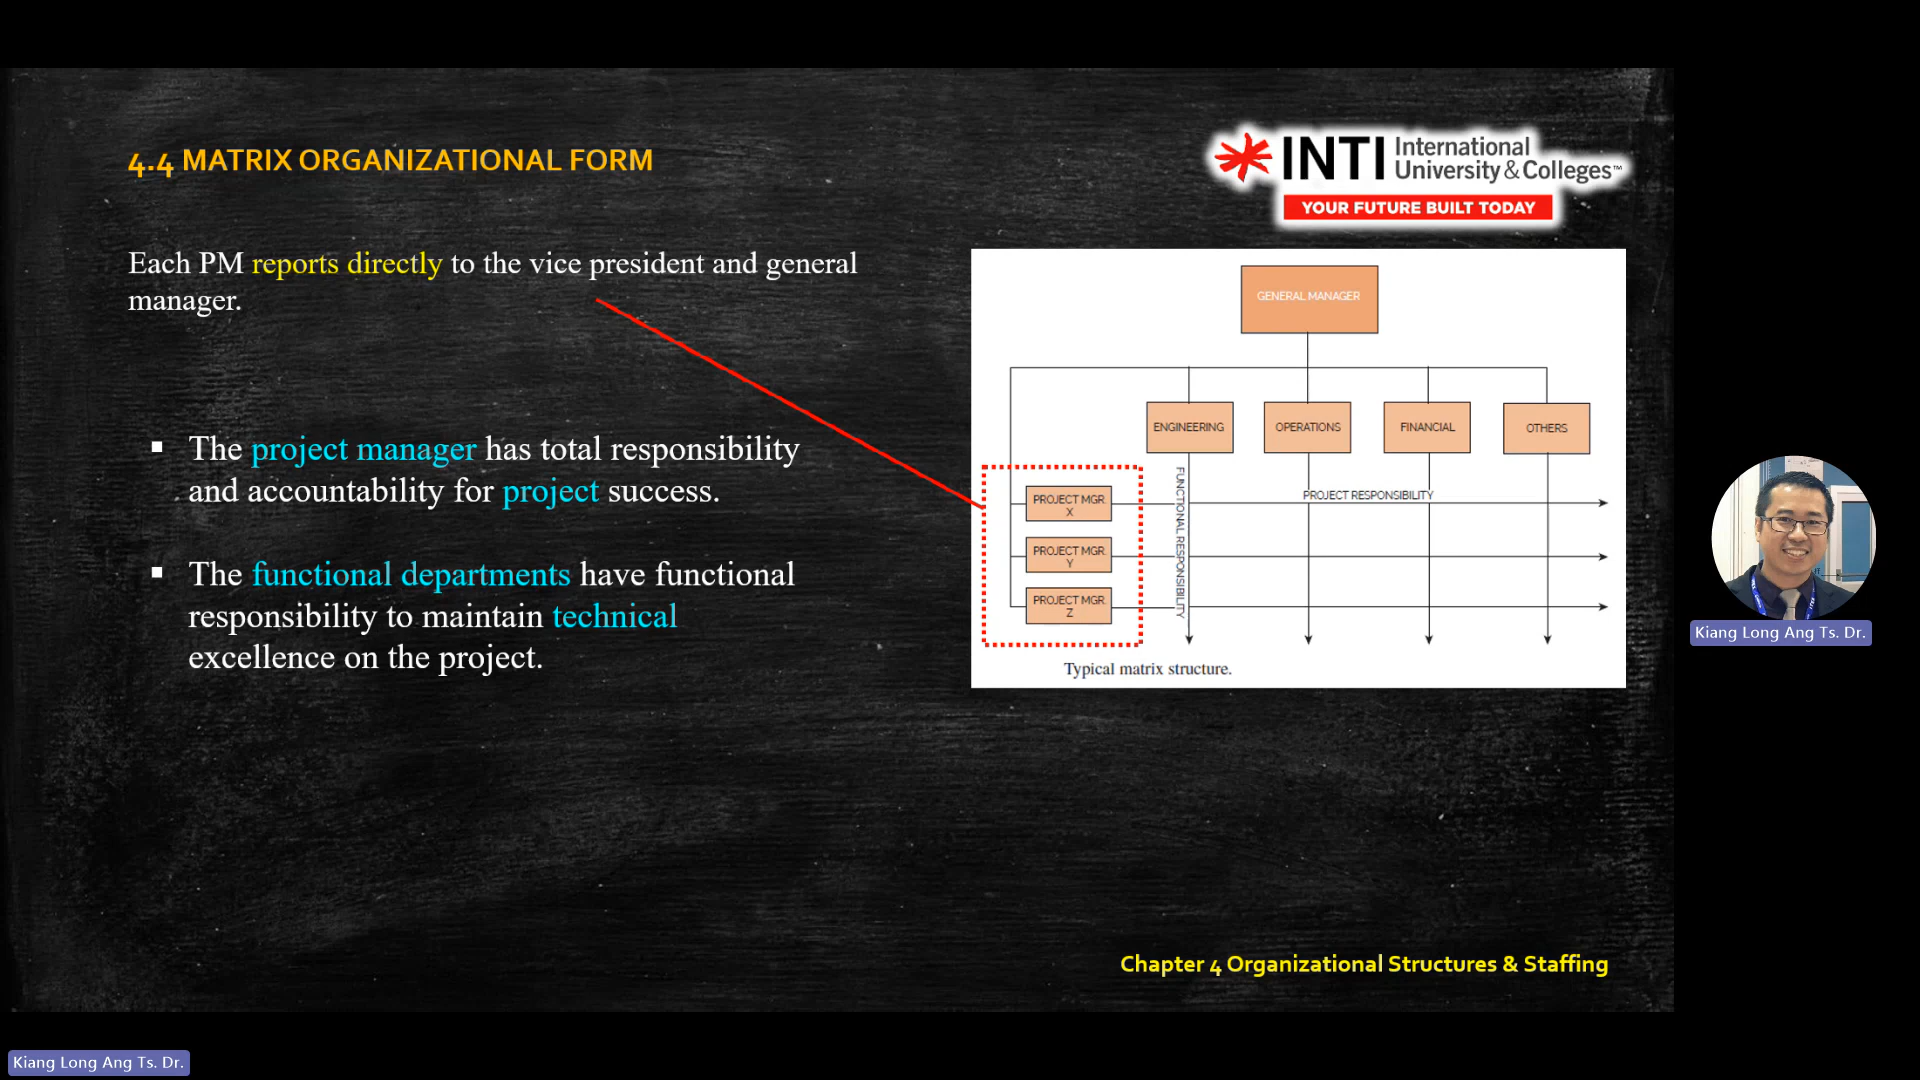 4.4 MATRIX ORGANIZATIONAL FORM
INTI International
University & Colleges™
YOUR FUTURE BUILT TODAY
Each PM reports directly to the vice president and general
manager.
▪ The project manager has total responsibility
and accountability for project success.
▪ The functional departments have functional
responsibility to maintain technical
excellence on the project.
GENERAL MANAGER
ENGINEERING
OPERATIONS
FINANCIAL
OTHERS
PROJECT MGR
X
PROJECT MGR.
Y
PROJECT MGR.
Z
FUNCTIONAL RESPONSIBILITY
PROJECT RESPONSIBILITY
Typical matrix structure.
Chapter 4 Organizational Structures & Staffing
Kiang Long Ang Ts. Dr.
Kiang Long Ang Ts. Dr.